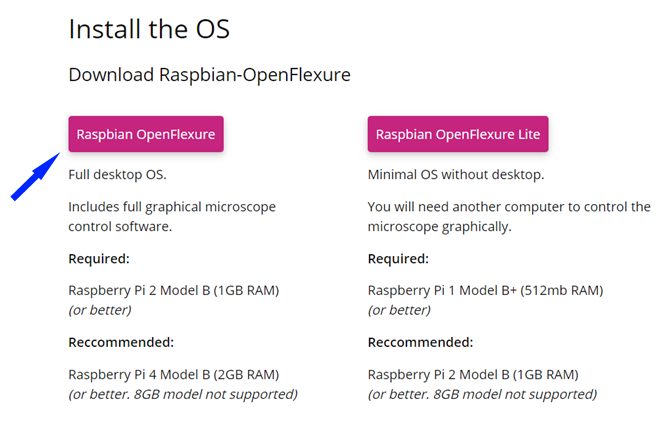 Install the OS
Download Raspbian-OpenFlexure
Raspbian OpenFlexure
Full desktop OS.
Includes full graphical microscope
control software.
Required:
Raspberry Pi 2 Model B (1GB RAM)
(or better)
Reccommended:
Raspberry Pi 4 Model B (2GB RAM)
(or better. 8GB model not supported)
Raspbian OpenFlexure Lite
Minimal OS without desktop.
You will need another computer to control the
microscope graphically.
Required:
Raspberry Pi 1 Model B+ (512mb RAM)
(or better)
Reccommended:
Raspberry Pi 2 Model B (1GB RAM)
(or better. 8GB model not supported)